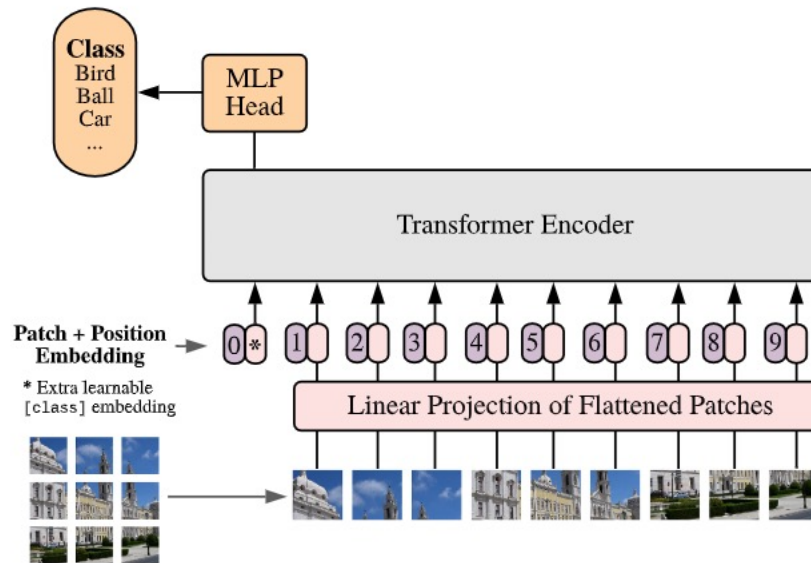 Class
Bird
Ball
Car
...
MLP
Head
Transformer Encoder
Patch + Position
Embedding
0 * 1 2 3 4 5 6 7 8 9
* Extra learnable
[class] embedding
Linear Projection of Flattened Patches